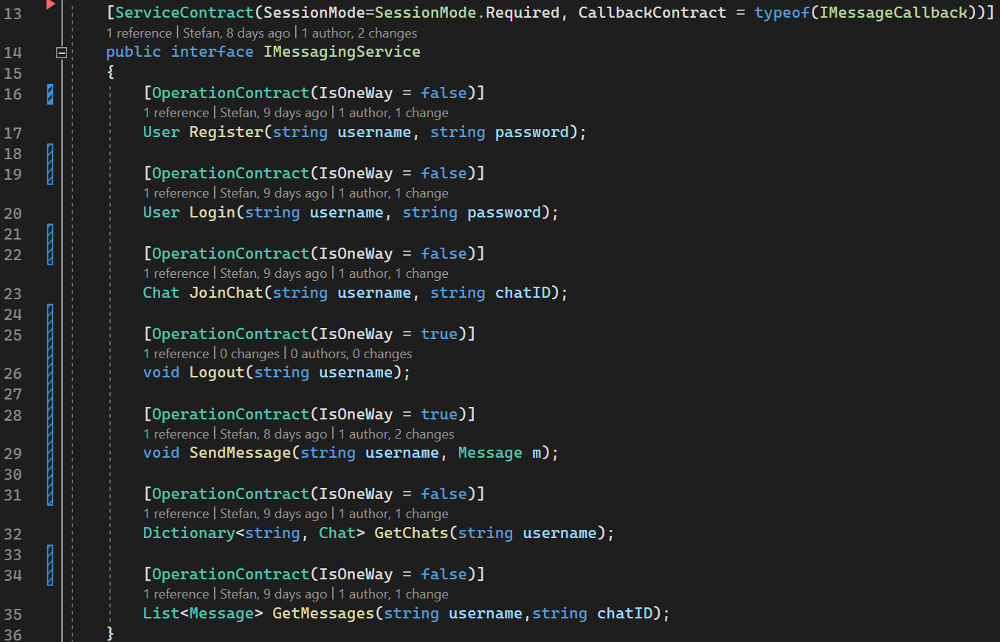 13 [ServiceContract(SessionMode=SessionMode.Required, CallbackContract = typeof(IMessageCallback))]
1 reference | Stefan, 8 days ago | 1 author, 2 changes
14 public interface IMessagingService
15 {
16 [OperationContract(IsOneWay = false)]
1 reference | Stefan, 9 days ago | 1 author, 1 change
17 User Register(string username, string password);
18
19 [OperationContract(IsOneWay = false)]
1 reference | Stefan, 9 days ago | 1 author, 1 change
20 User Login(string username, string password);
21
22 [OperationContract(IsOneWay = false)]
1 reference | Stefan, 9 days ago | 1 author, 1 change
23 Chat JoinChat(string username, string chatID);
24
25 [OperationContract(IsOneWay = true)]
1 reference | 0 changes | 0 authors, 0 changes
26 void Logout(string username);
27
28 [OperationContract(IsOneWay = true)]
1 reference | Stefan, 8 days ago | 1 author, 2 changes
29 void SendMessage(string username, Message m);
30
31 [OperationContract(IsOneWay = false)]
1 reference | Stefan, 9 days ago | 1 author, 1 change
32 Dictionary<string, Chat> GetChats(string username);
33
34 [OperationContract(IsOneWay = false)]
1 reference | Stefan, 9 days ago | 1 author, 1 change
35 List<Message> GetMessages(string username,string chatID);
36 }